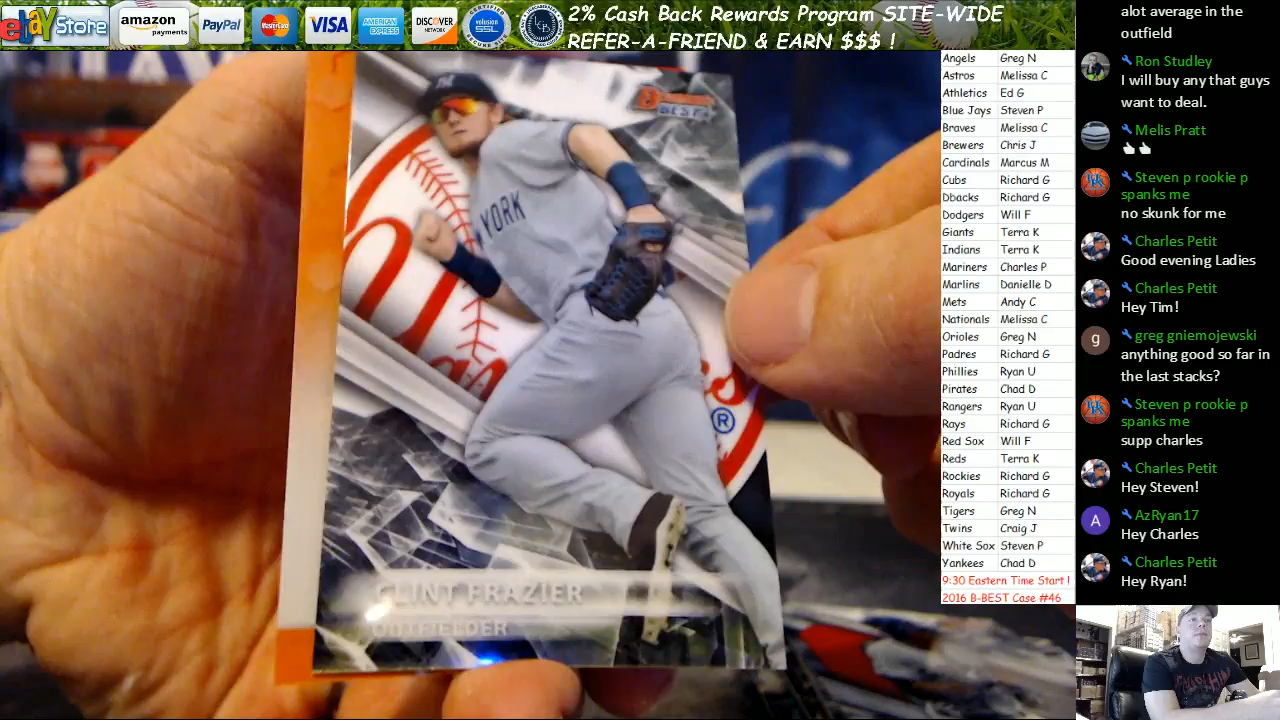 ebay Store
amazon payments
PayPal
MasterCard
VISA
AMERICAN EXPRESS
DISCOVER NETWORK
volusion SSL
2% Cash Back Rewards Program SITE-WIDE
REFER-A-FRIEND & EARN $$$ !
YORK
BEST
®
CLINT FRAZIER
OUTFIELDER
Angels Greg N
Astros Melissa C
Athletics Ed G
Blue Jays Steven P
Braves Melissa C
Brewers Chris J
Cardinals Marcus M
Cubs Richard G
Dbacks Richard G
Dodgers Will F
Giants Terra K
Indians Terra K
Mariners Charles P
Marlins Danielle D
Mets Andy C
Nationals Melissa C
Orioles Greg N
Padres Richard G
Phillies Ryan U
Pirates Chad D
Rangers Ryan U
Rays Richard G
Red Sox Will F
Reds Terra K
Rockies Richard G
Royals Richard G
Tigers Greg N
Twins Craig J
White Sox Steven P
Yankees Chad D
9:30 Eastern Time Start !
2016 B-BEST Case #46
alot average in the
outfield
Ron Studley
I will buy any that guys
want to deal.
Melis Pratt
Steven p rookie p
spanks me
no skunk for me
Charles Petit
Good evening Ladies
Charles Petit
Hey Tim!
g
greg gniemojewski
anything good so far in
the last stacks?
Steven p rookie p
spanks me
supp charles
Charles Petit
Hey Steven!
A
AzRyan17
Hey Charles
Charles Petit
Hey Ryan!